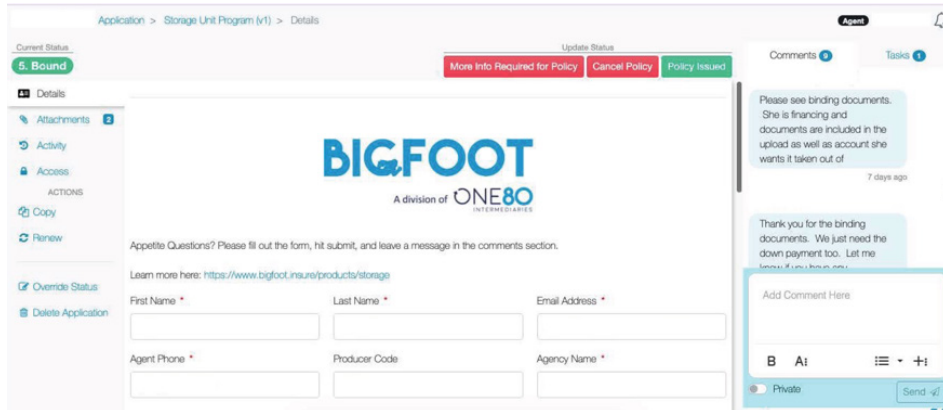 Application > Storage Unit Program (v1) > Details
Agent
Current Status
5. Bound
Update Status
More Info Required for Policy
Cancel Policy
Policy Issued
Comments 9
Tasks 1
Details
Attachments 2
Activity
Access
ACTIONS
Copy
Renew
Override Status
Delete Application
BIGFOOT
A division of ONE80
INTERMEDIARIES
Appetite Questions? Please fill out the form, hit submit, and leave a message in the comments section.
Learn more here: https://www.bigfoot.insure/products/storage
First Name *
Last Name *
Email Address *
Agent Phone *
Producer Code
Agency Name *
Please see binding documents.
She is financing and
documents are included in the
upload as well as account she
wants it taken out of
7 days ago
Thank you for the binding
documents. We just need the
down payment too. Let me
know if you have any
Add Comment Here
B A
Private
Send